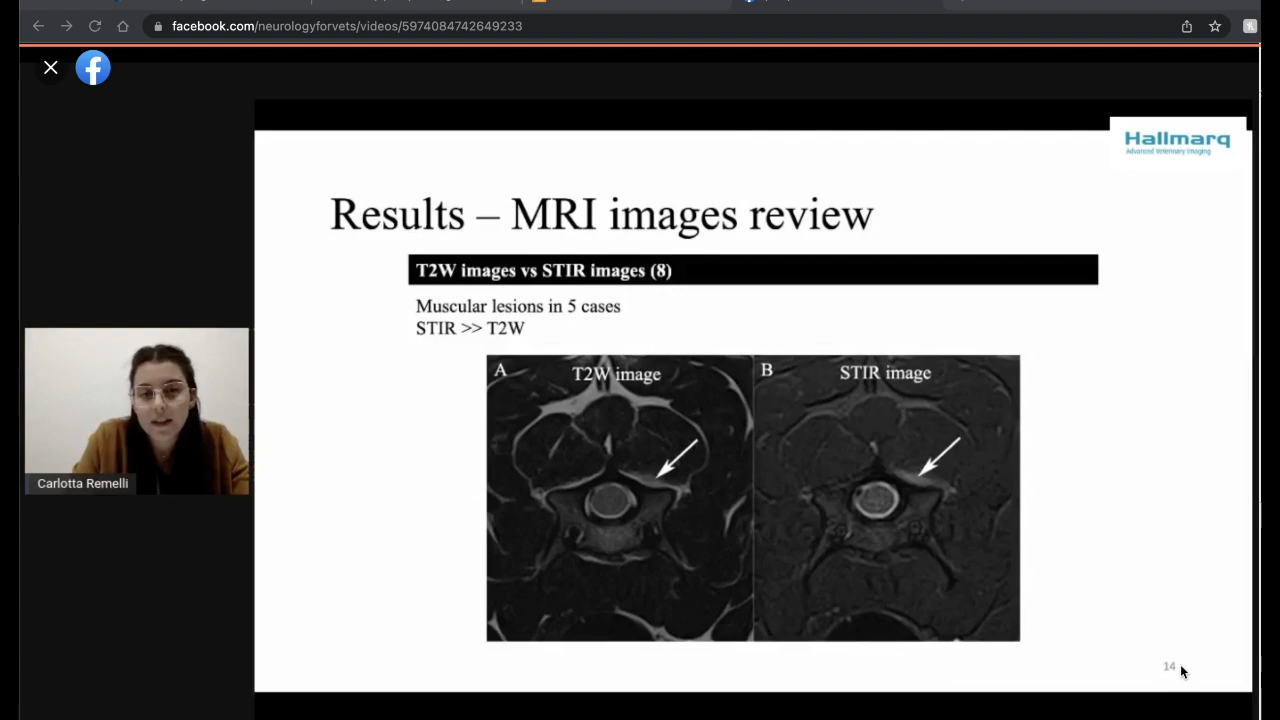 facebook.com/neurologyforvets/videos/5974084742649233
Hallmarq
Advanced Veterinary Imaging
Results – MRI images review
T2W images vs STIR images (8)
Muscular lesions in 5 cases
STIR >> T2W
A
T2W image
B
STIR image
Carlotta Remelli
14